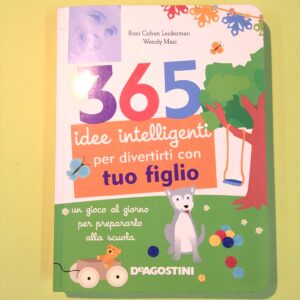 Roni Cohen Leiderman
Wendy Masi
365
idee intelligenti
per divertirti con
tuo figlio
un gioco al giorno
per prepararlo
alla scuola
DeAGOSTINI